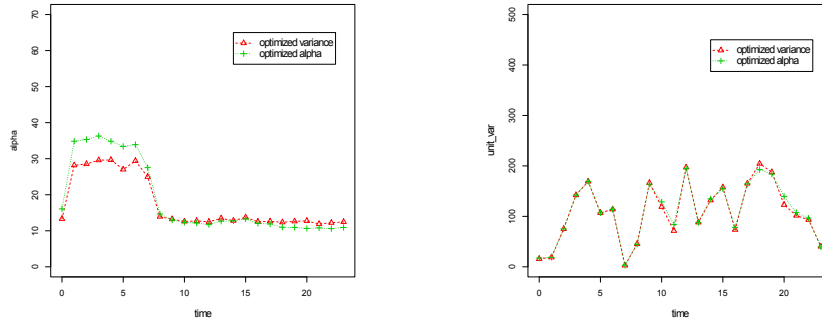 70
60
50
40
30
20
10
0
alpha
optimized variance
optimized alpha
0 5 10 15 20
time
500
400
300
200
100
0
unit_var
optimized variance
optimized alpha
0 5 10 15 20
time